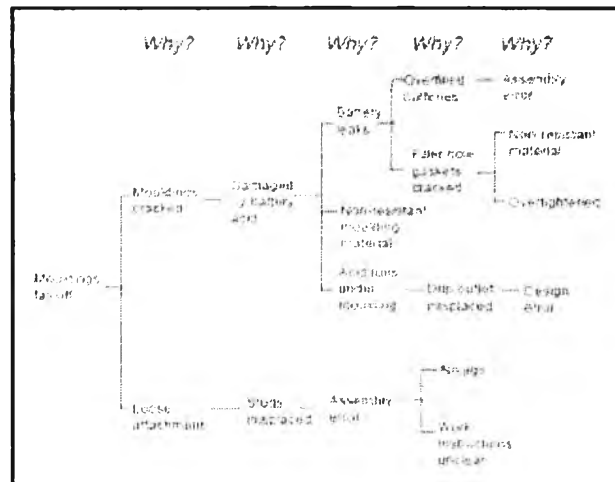 Why? Why? Why? Why? Why?
Overfilled
batteries
Assembly
error
Battery
leaks
Filler hole
gaskets
cracked
Non-resistant
material
Overtightened
Mouldings
cracked
Damaged
by battery
acid
Non-resistant
moulding
material
Acid runs
under
moulding
Drip outlet
misplaced
Design
error
Mouldings
fall off
Loose
attachment
Studs
misplaced
Assembly
error
No jigs
Work
instructions
unclear